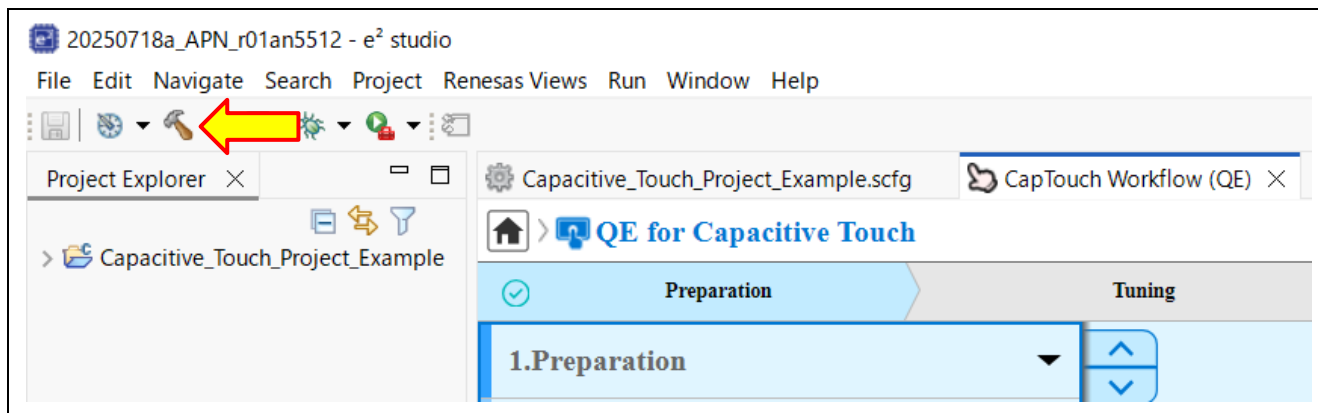 20250718a_APN_r01an5512 - e² studio
File Edit Navigate Search Project Renesas Views Run Window Help
Project Explorer
Capacitive_Touch_Project_Example.scfg
CapTouch Workflow (QE)
QE for Capacitive Touch
Capacitive_Touch_Project_Example
Preparation
Tuning
1.Preparation